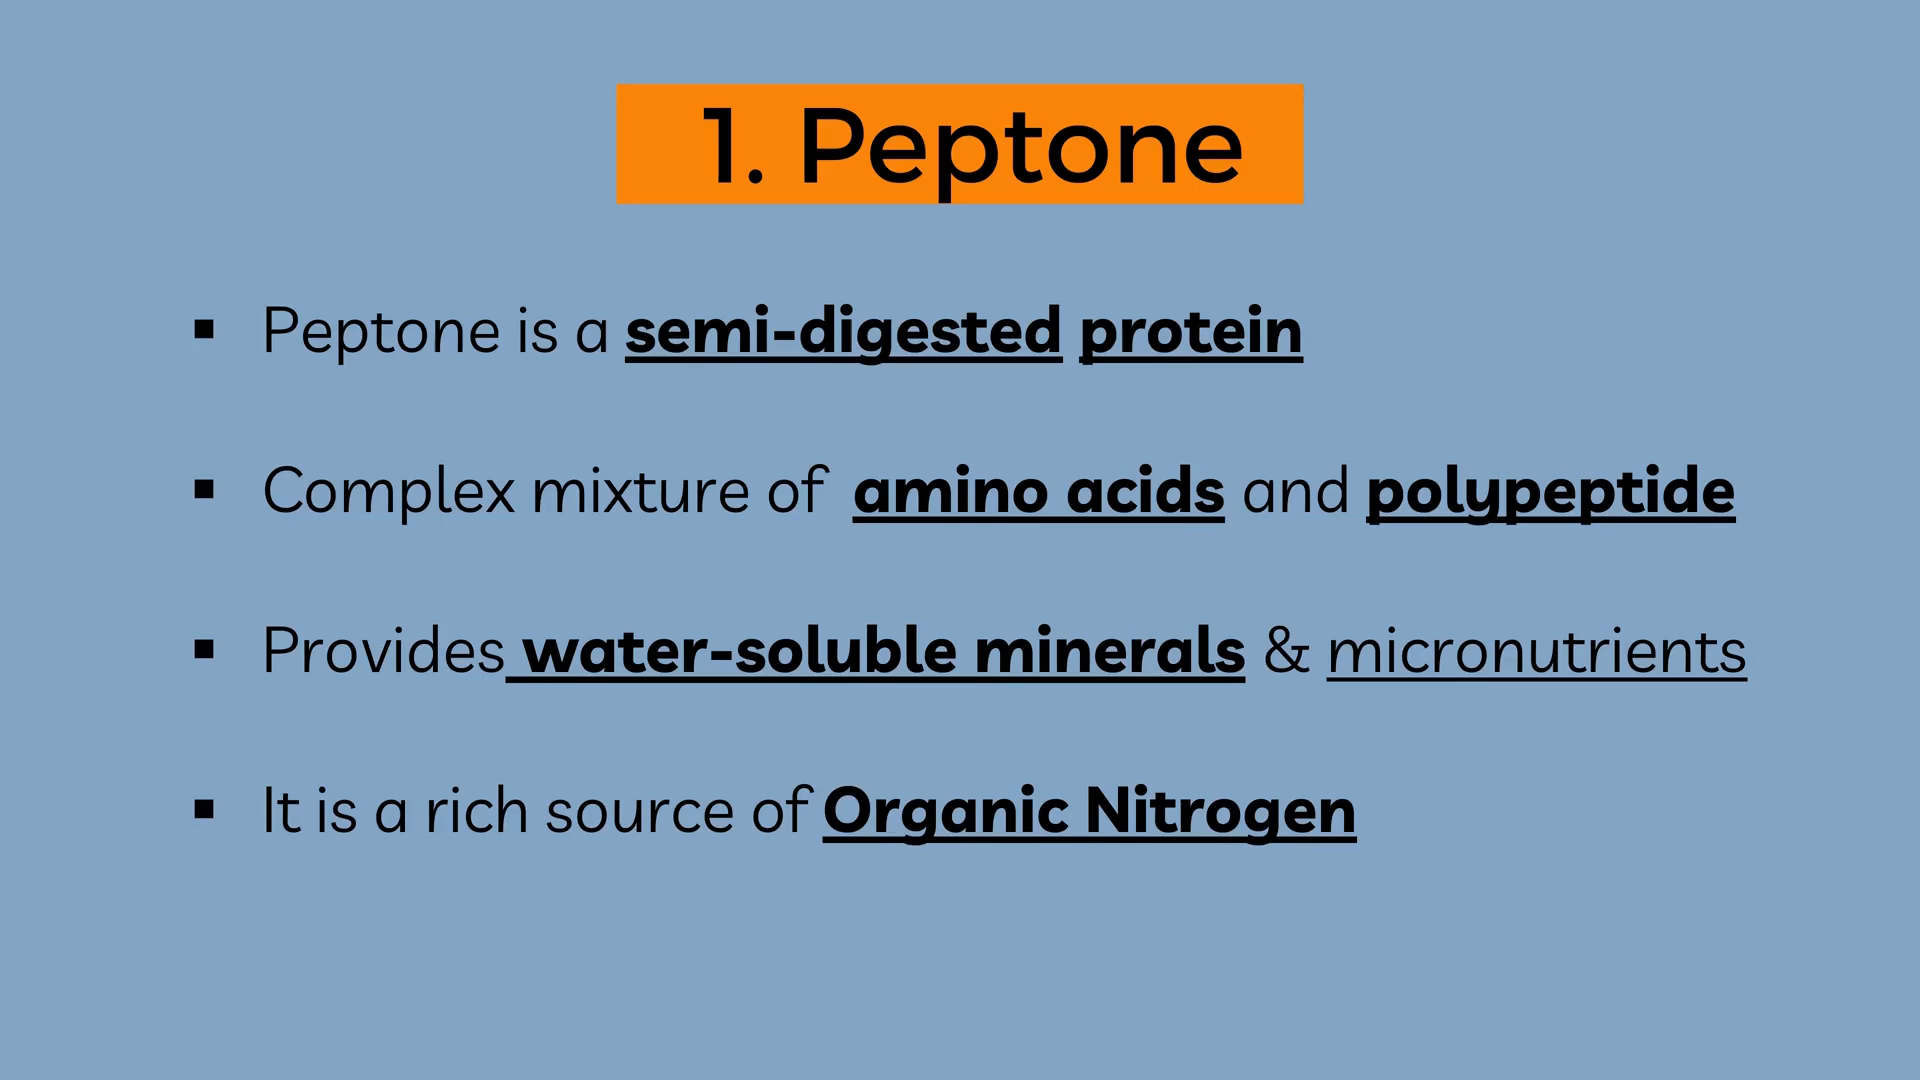 1. Peptone
▪ Peptone is a semi-digested protein
▪ Complex mixture of amino acids and polypeptide
▪ Provides water-soluble minerals & micronutrients
▪ It is a rich source of Organic Nitrogen